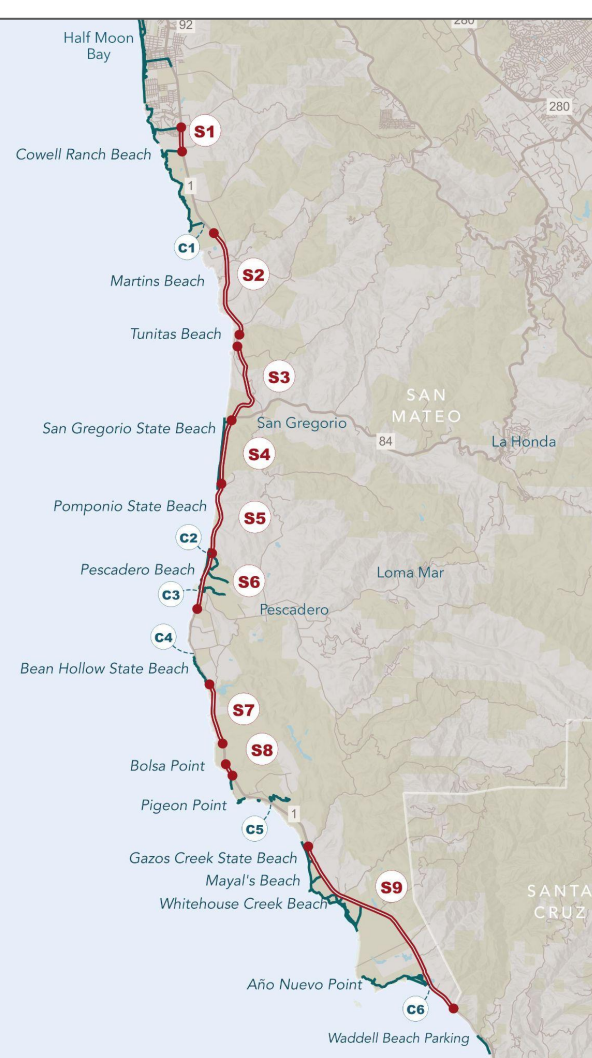 92
280
Half Moon
Bay
280
S1
Cowell Ranch Beach
1
C1
S2
Martins Beach
Tunitas Beach
S3
SAN
MATEO
San Gregorio State Beach
San Gregorio
84
La Honda
S4
Pomponio State Beach
S5
C2
Pescadero Beach
Loma Mar
S6
C3
Pescadero
C4
Bean Hollow State Beach
S7
S8
Bolsa Point
Pigeon Point
1
C5
Gazos Creek State Beach
Mayal's Beach
S9
Whitehouse Creek Beach
SANTA
CRUZ
Año Nuevo Point
C6
Waddell Beach Parking